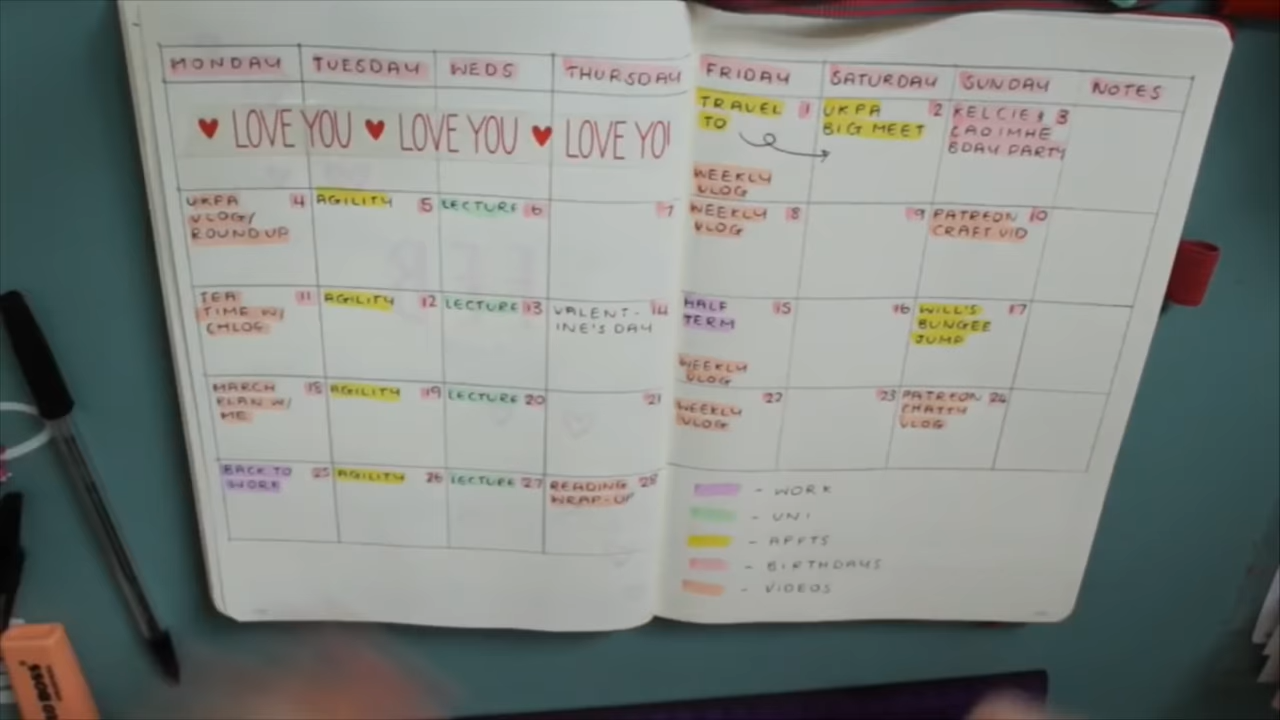 MONDAY TUESDAY WEDS THURSDAY FRIDAY SATURDAY SUNDAY NOTES
♥ LOVE YOU ♥ LOVE YOU ♥ LOVE YO
TRAVEL 1
TO
WEEKLY
VLOG
UKPA 2
BIG MEET
KELCIE & 3
CAOIMHE
BDAY PARTY
UKPA 4
VLOG/
ROUND UP
AGILITY 5
LECTURE 6
7
WEEKLY 8
VLOG
9
PATREON 10
CRAFT VID
TEA 11
TIME W/
CHLOE
AGILITY 12
LECTURE 13
VALENT- 14
INE'S DAY
HALF 15
TERM
WEEKLY
VLOG
16
WILL'S 17
BUNGEE
JUMP
MARCH 18
PLAN W/
ME
AGILITY 19
LECTURE 20
21
WEEKLY 22
VLOG
23
PATREON 24
CHATTY
VLOG
BACK TO 25
WORK
AGILITY 26
LECTURE 27
READING 28
WRAP-UP
- WORK
- UNI
- APPTS
- BIRTHDAYS
- VIDEOS
BOSS